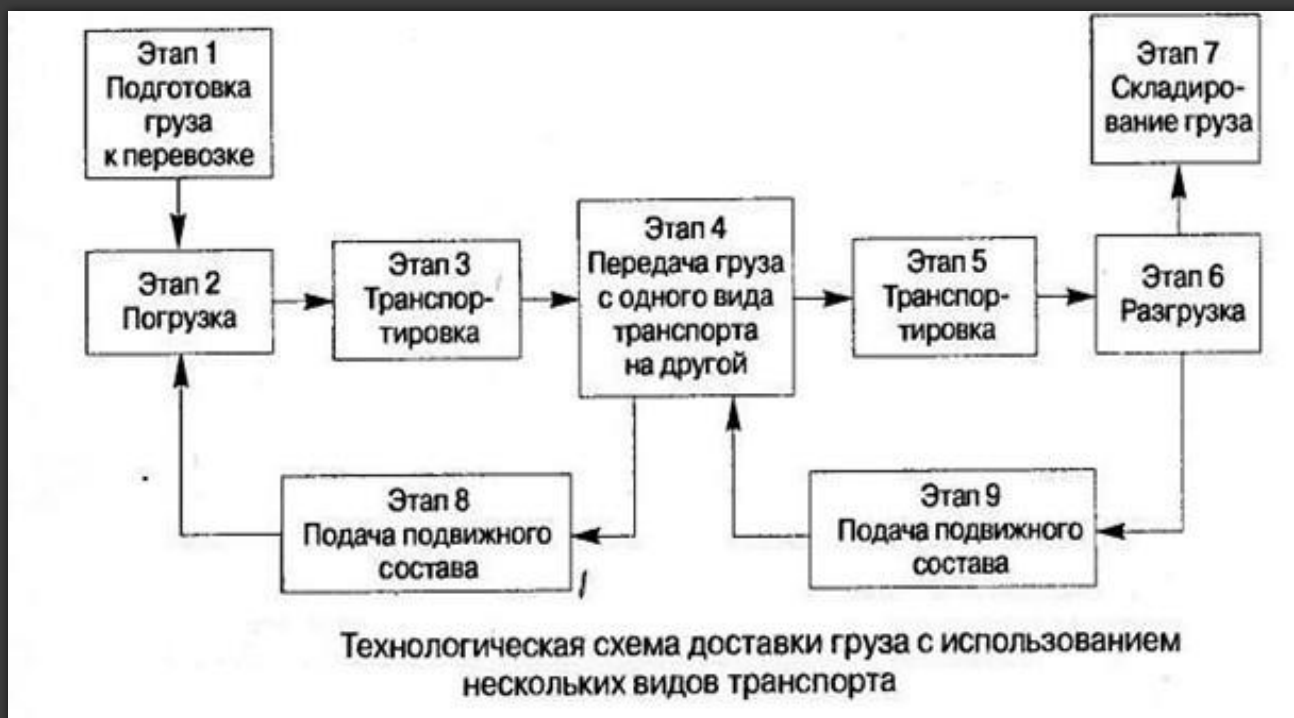 Этап 1
Подготовка
груза
к перевозке
Этап 2
Погрузка
Этап 3
Транспор-
тировка
Этап 4
Передача груза
с одного вида
транспорта
на другой
Этап 5
Транспор-
тировка
Этап 6
Разгрузка
Этап 7
Складиро-
вание груза
Этап 8
Подача подвижного
состава
Этап 9
Подача подвижного
состава
Технологическая схема доставки груза с использованием
нескольких видов транспорта